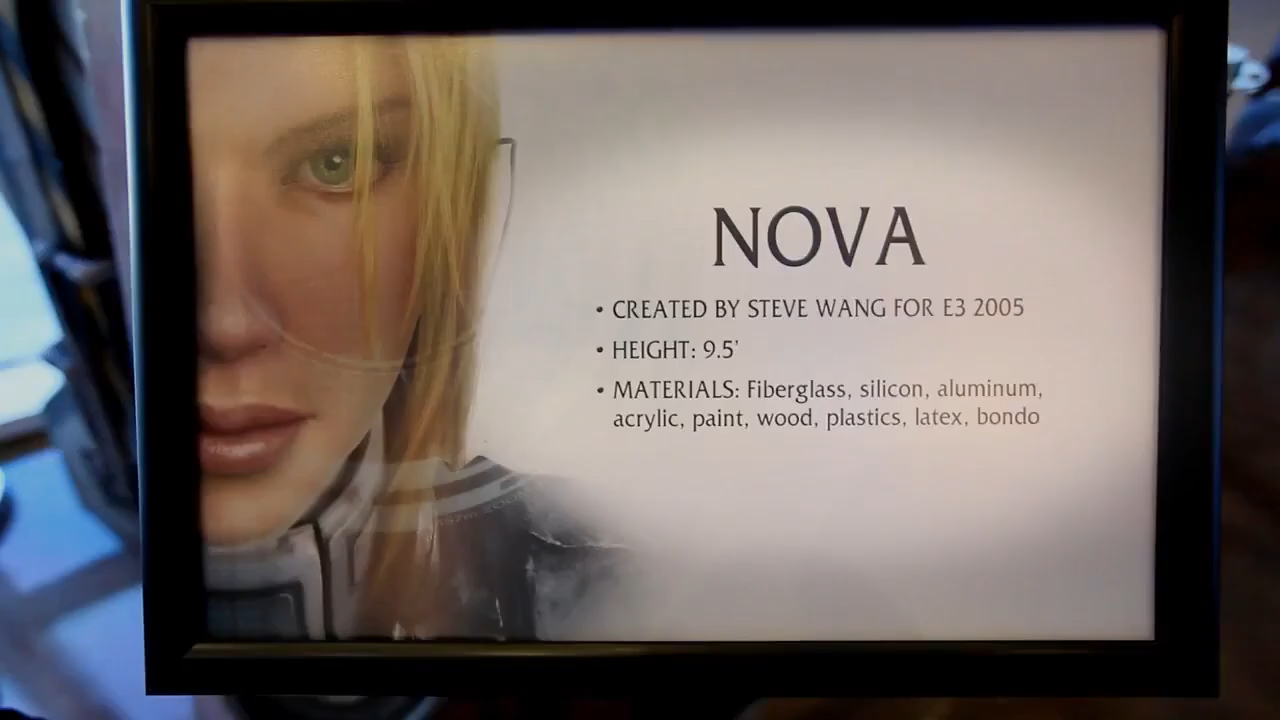 NOVA
• CREATED BY STEVE WANG FOR E3 2005
• HEIGHT: 9.5'
• MATERIALS: Fiberglass, silicon, aluminum,
acrylic, paint, wood, plastics, latex, bondo